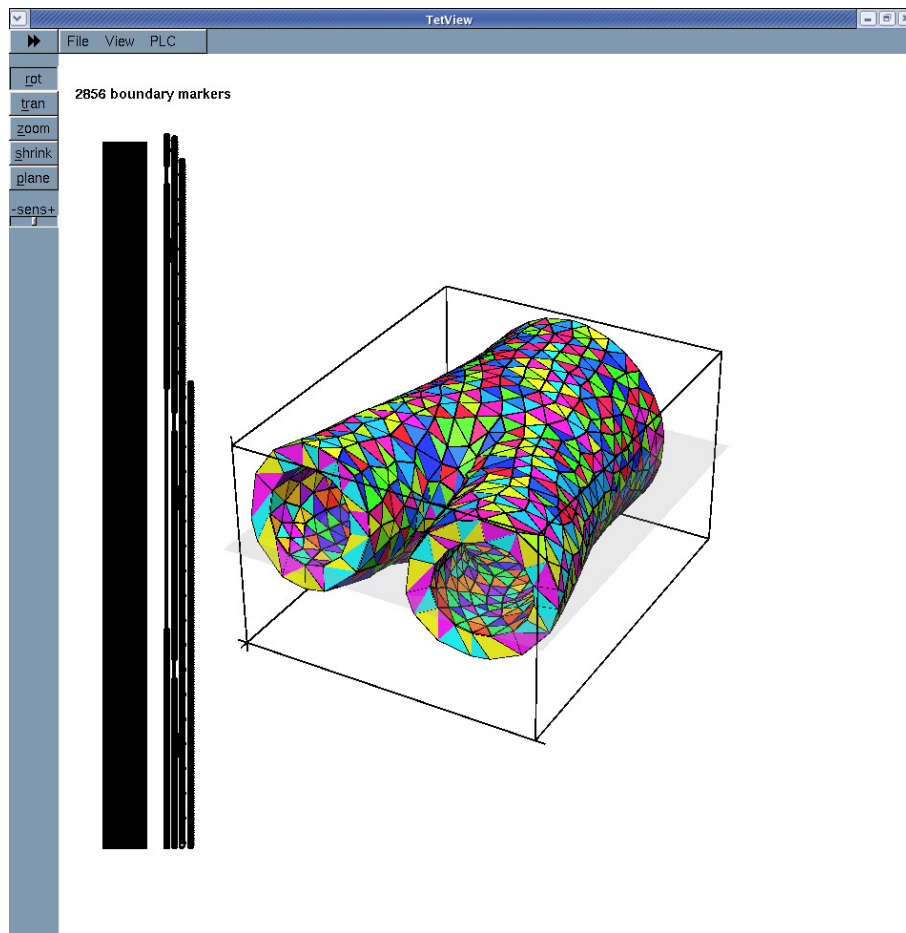 TetView
File View PLC
rot
tran
zoom
shrink
plane
-sens+
2856 boundary markers